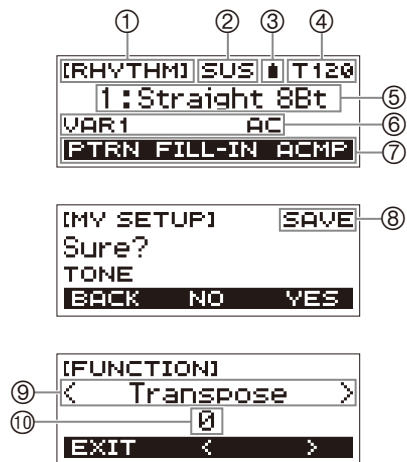 ① ② ③ ④
[RHYTHM] SUS T120
1:Straight 8Bt ⑤
VAR1 AC ⑥
PTRN FILL-IN ACMP ⑦
[MY SETUP] SAVE ⑧
Sure?
TONE
BACK NO YES
[FUNCTION]
⑨ < Transpose >
⑩ 0
EXIT < >